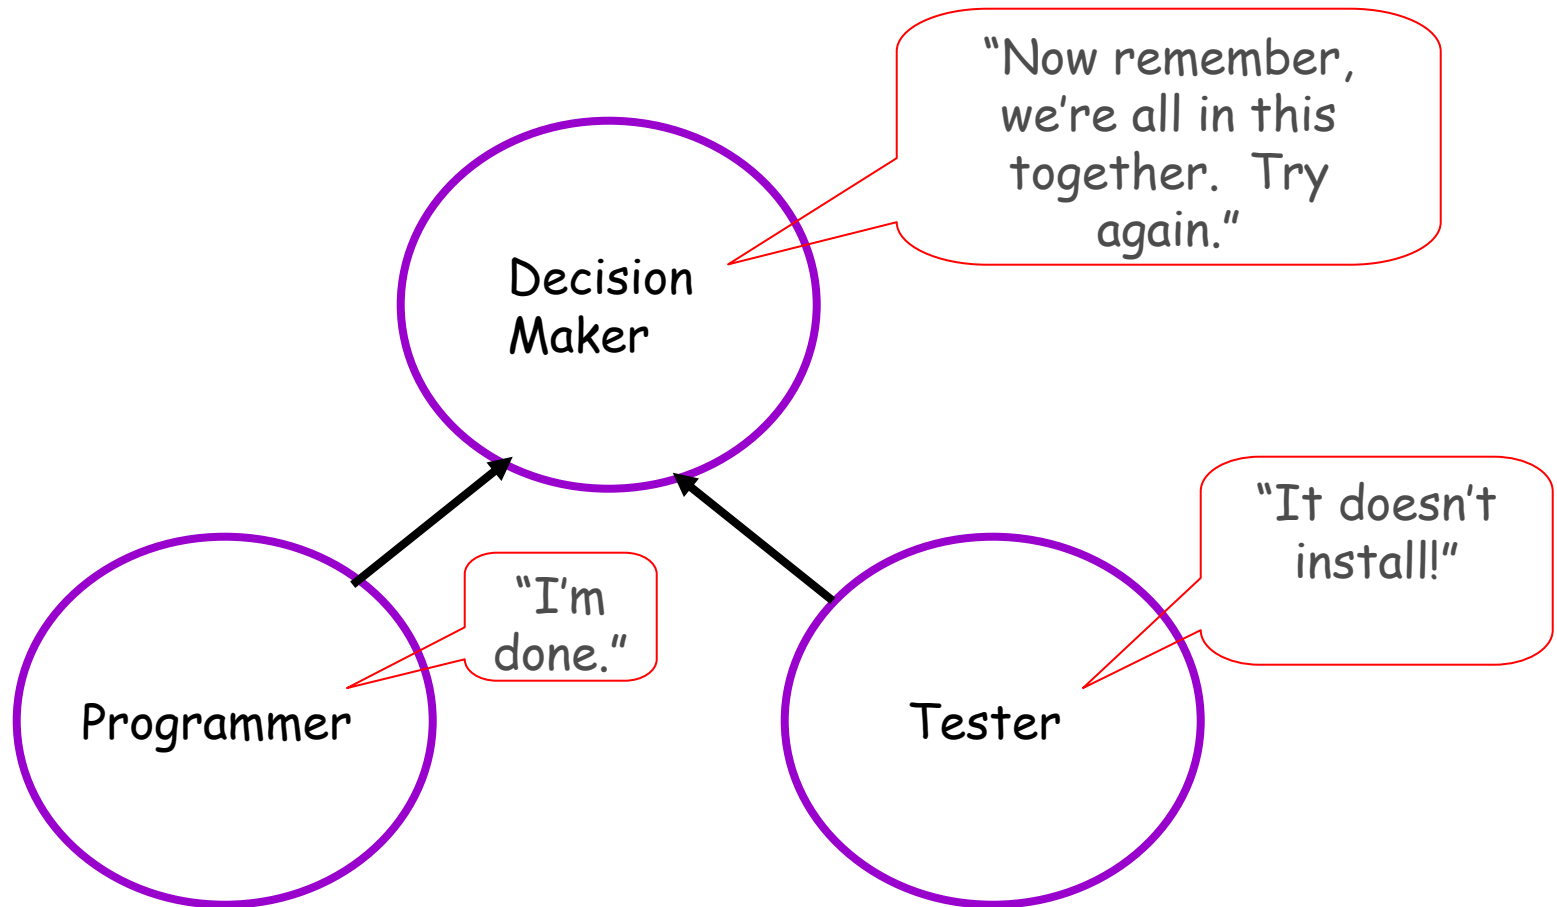 “Now remember,
we’re all in this
together.  Try
again.”
Decision
Maker
“It doesn’t
install!”
“I’m
done.”
Programmer
Tester